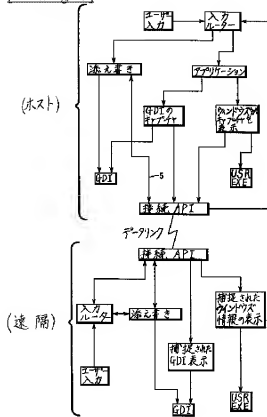 ユーザー
入力
入力
ルーター
添え書き
アプリケーション
(ホスト)
GDIの
キャプチャ
ウィンドウズの
キャプチャと
表示
5
GDI
USR
EXE
接続 API
データリンク
接続 API
入力
ルータ
添え書き
捕捉された
ウィンドウズ
情報の表示
(遠隔)
捕捉された
GDI表示
ユーザー
入力
USR
EXE
GDI